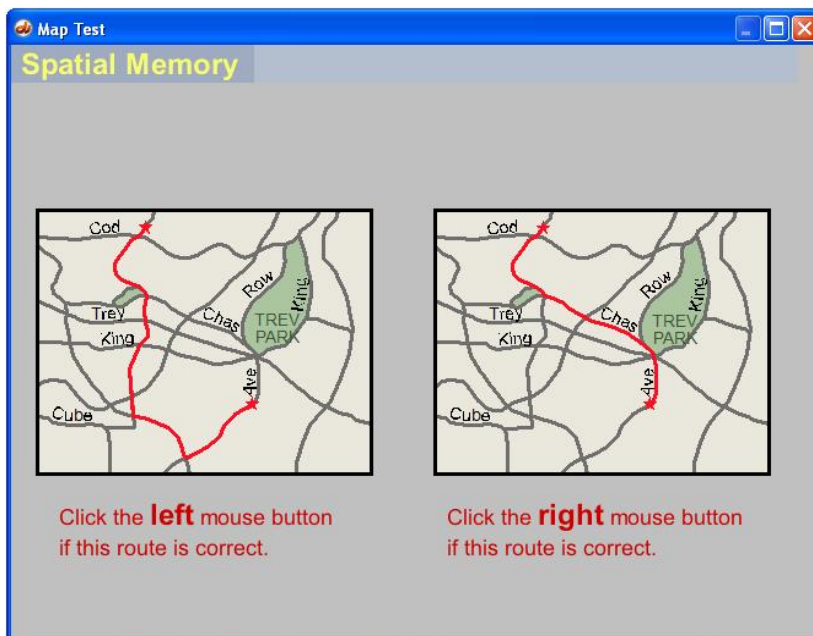 Map Test
Spatial Memory
Cod
Row
King
Trey
Chas
TREV
PARK
King
Ave
Cube
Cod
Row
King
Trey
Chas
TREV
PARK
King
Ave
Cube
Click the left mouse button
if this route is correct.
Click the right mouse button
if this route is correct.